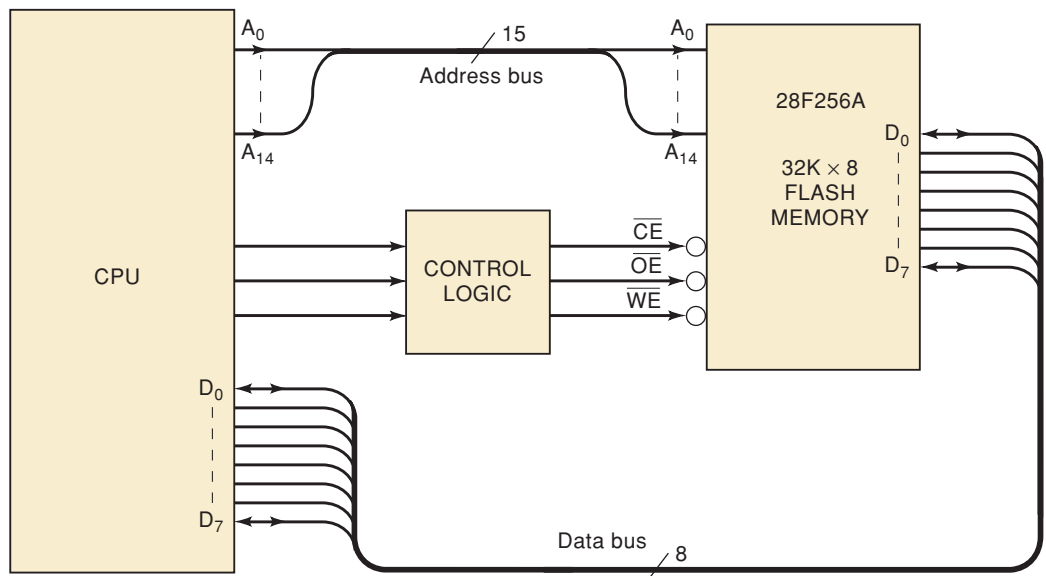 A0
15
A0
Address bus
A14
A14
28F256A
32K × 8
FLASH
MEMORY
D0
D7
CPU
CONTROL
LOGIC
CE
OE
WE
D0
D7
Data bus
8